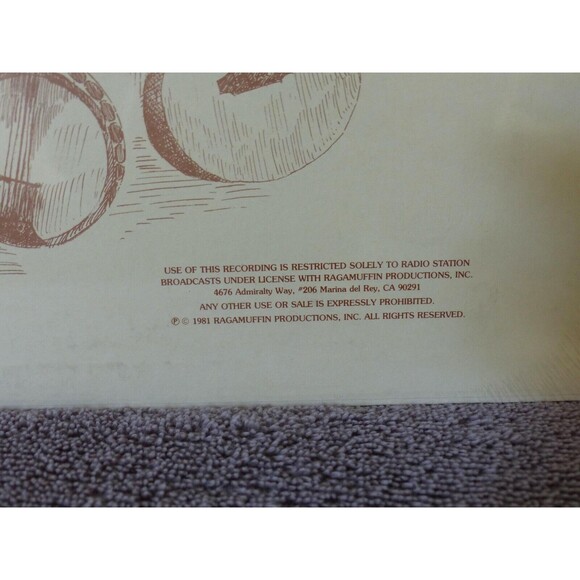 USE OF THIS RECORDING IS RESTRICTED SOLELY TO RADIO STATION
BROADCASTS UNDER LICENSE WITH RAGAMUFFIN PRODUCTIONS, INC.
4676 Admiralty Way, #206 Marina del Rey, CA 90291
ANY OTHER USE OR SALE IS EXPRESSLY PROHIBITED.
℗ © 1981 RAGAMUFFIN PRODUCTIONS, INC. ALL RIGHTS RESERVED.